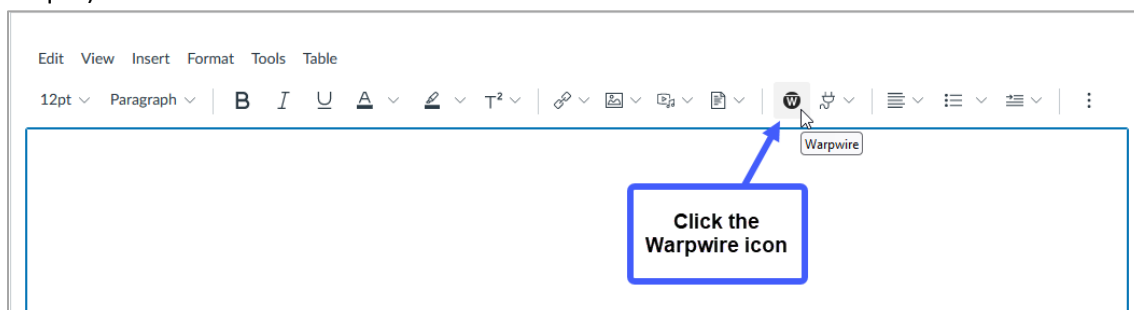 Edit View Insert Format Tools Table
12pt Paragraph B I U A T²
W
Warpwire
Click the
Warpwire icon